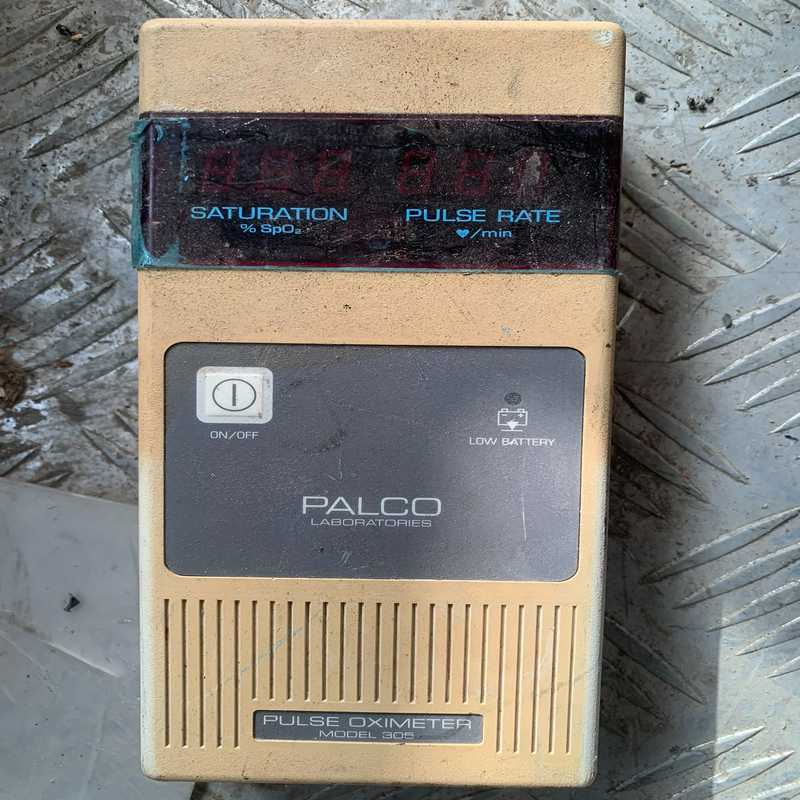 SATURATION PULSE RATE
% SpO₂ ♥/min
ON/OFF
LOW BATTERY
PALCO
LABORATORIES
PULSE OXIMETER
MODEL 305